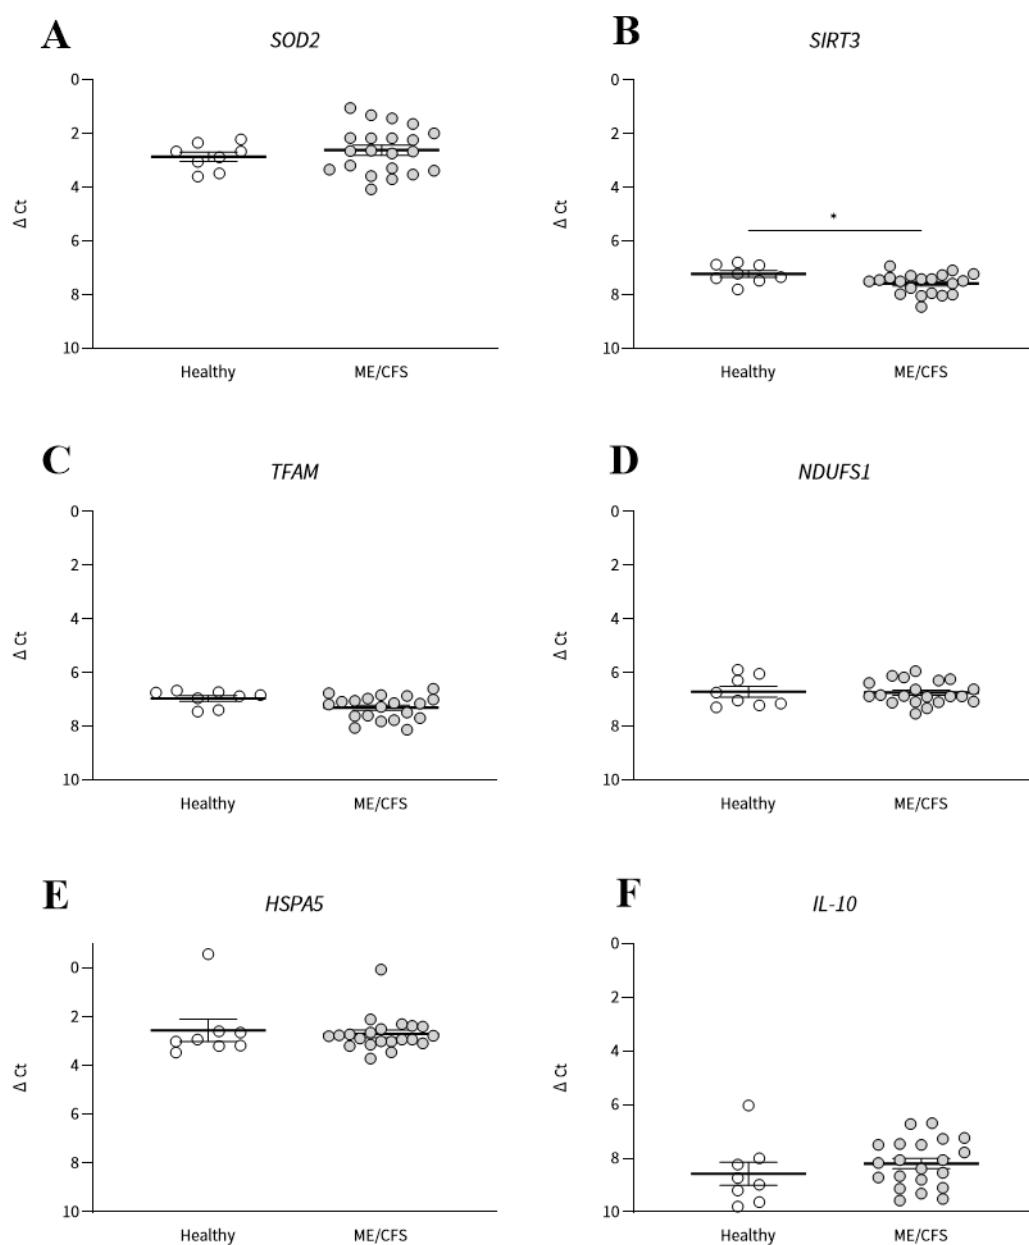 A
SOD2
0
2
4
6
8
10
Δ Ct
Healthy
ME/CFS
B
SIRT3
0
2
4
6
8
10
Δ Ct
*
Healthy
ME/CFS
C
TFAM
0
2
4
6
8
10
Δ Ct
Healthy
ME/CFS
D
NDUFS1
0
2
4
6
8
10
Δ Ct
Healthy
ME/CFS
E
HSPA5
0
2
4
6
8
10
Δ Ct
Healthy
ME/CFS
F
IL-10
0
2
4
6
8
10
Δ Ct
Healthy
ME/CFS